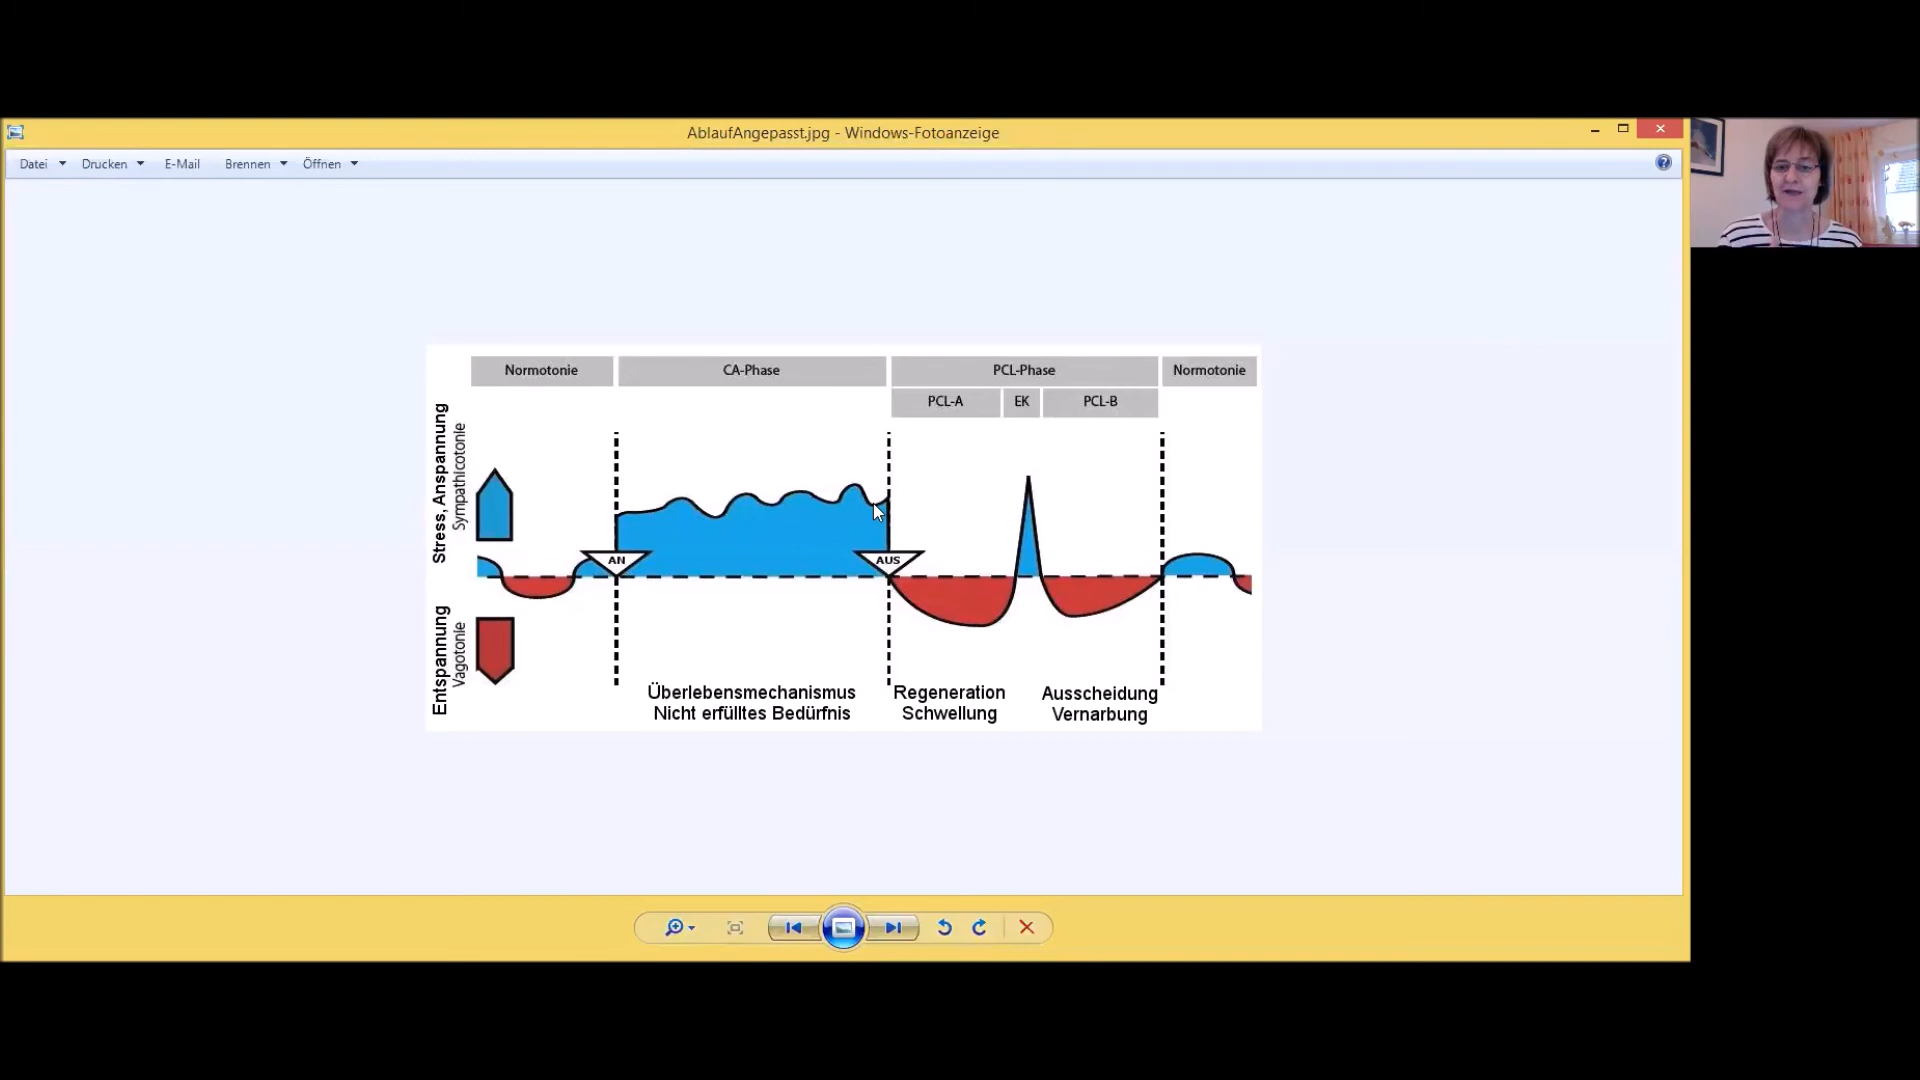 AblaufAngepasst.jpg - Windows-Fotoanzeige
Datei Drucken E-Mail Brennen Öffnen
Normotonie CA-Phase PCL-Phase Normotonie
PCL-A EK PCL-B
Stress, Anspannung
Sympathicotonie
AN AUS
Entspannung
Vagotonie
Überlebensmechanismus
Nicht erfülltes Bedürfnis
Regeneration
Schwellung
Ausscheidung
Vernarbung